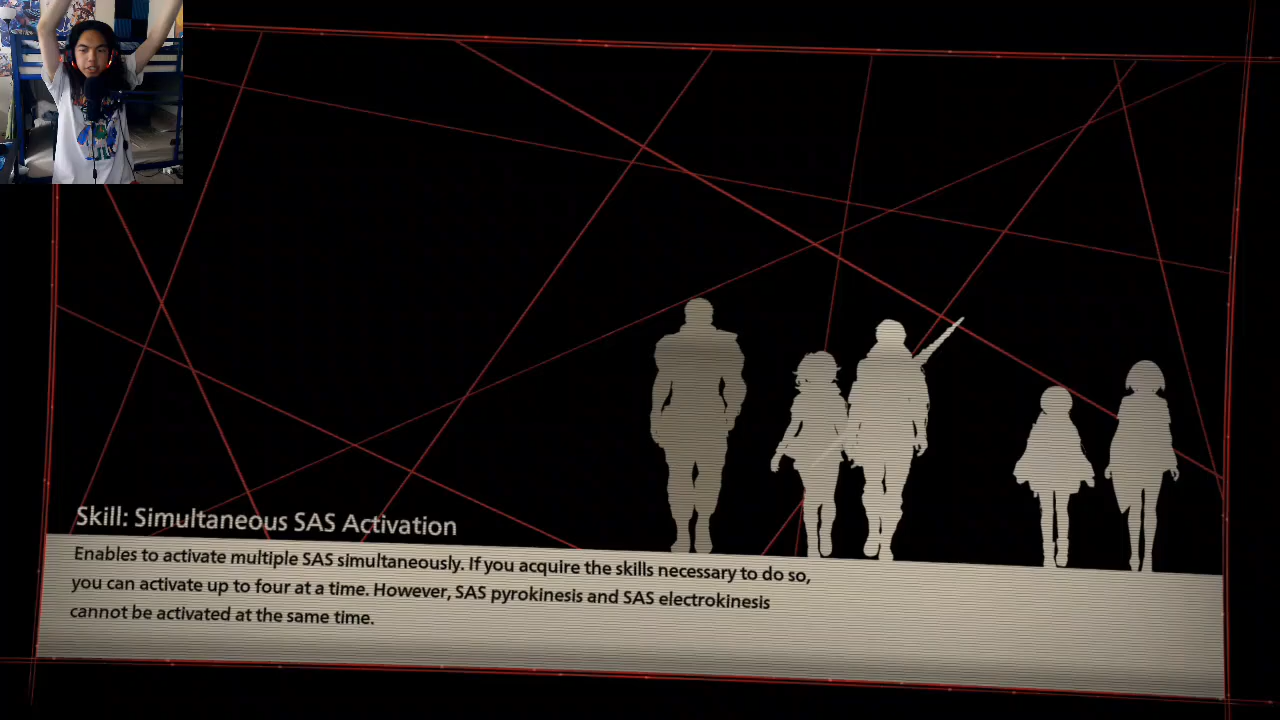 Skill: Simultaneous SAS Activation
Enables to activate multiple SAS simultaneously. If you acquire the skills necessary to do so,
you can activate up to four at a time. However, SAS pyrokinesis and SAS electrokinesis
cannot be activated at the same time.